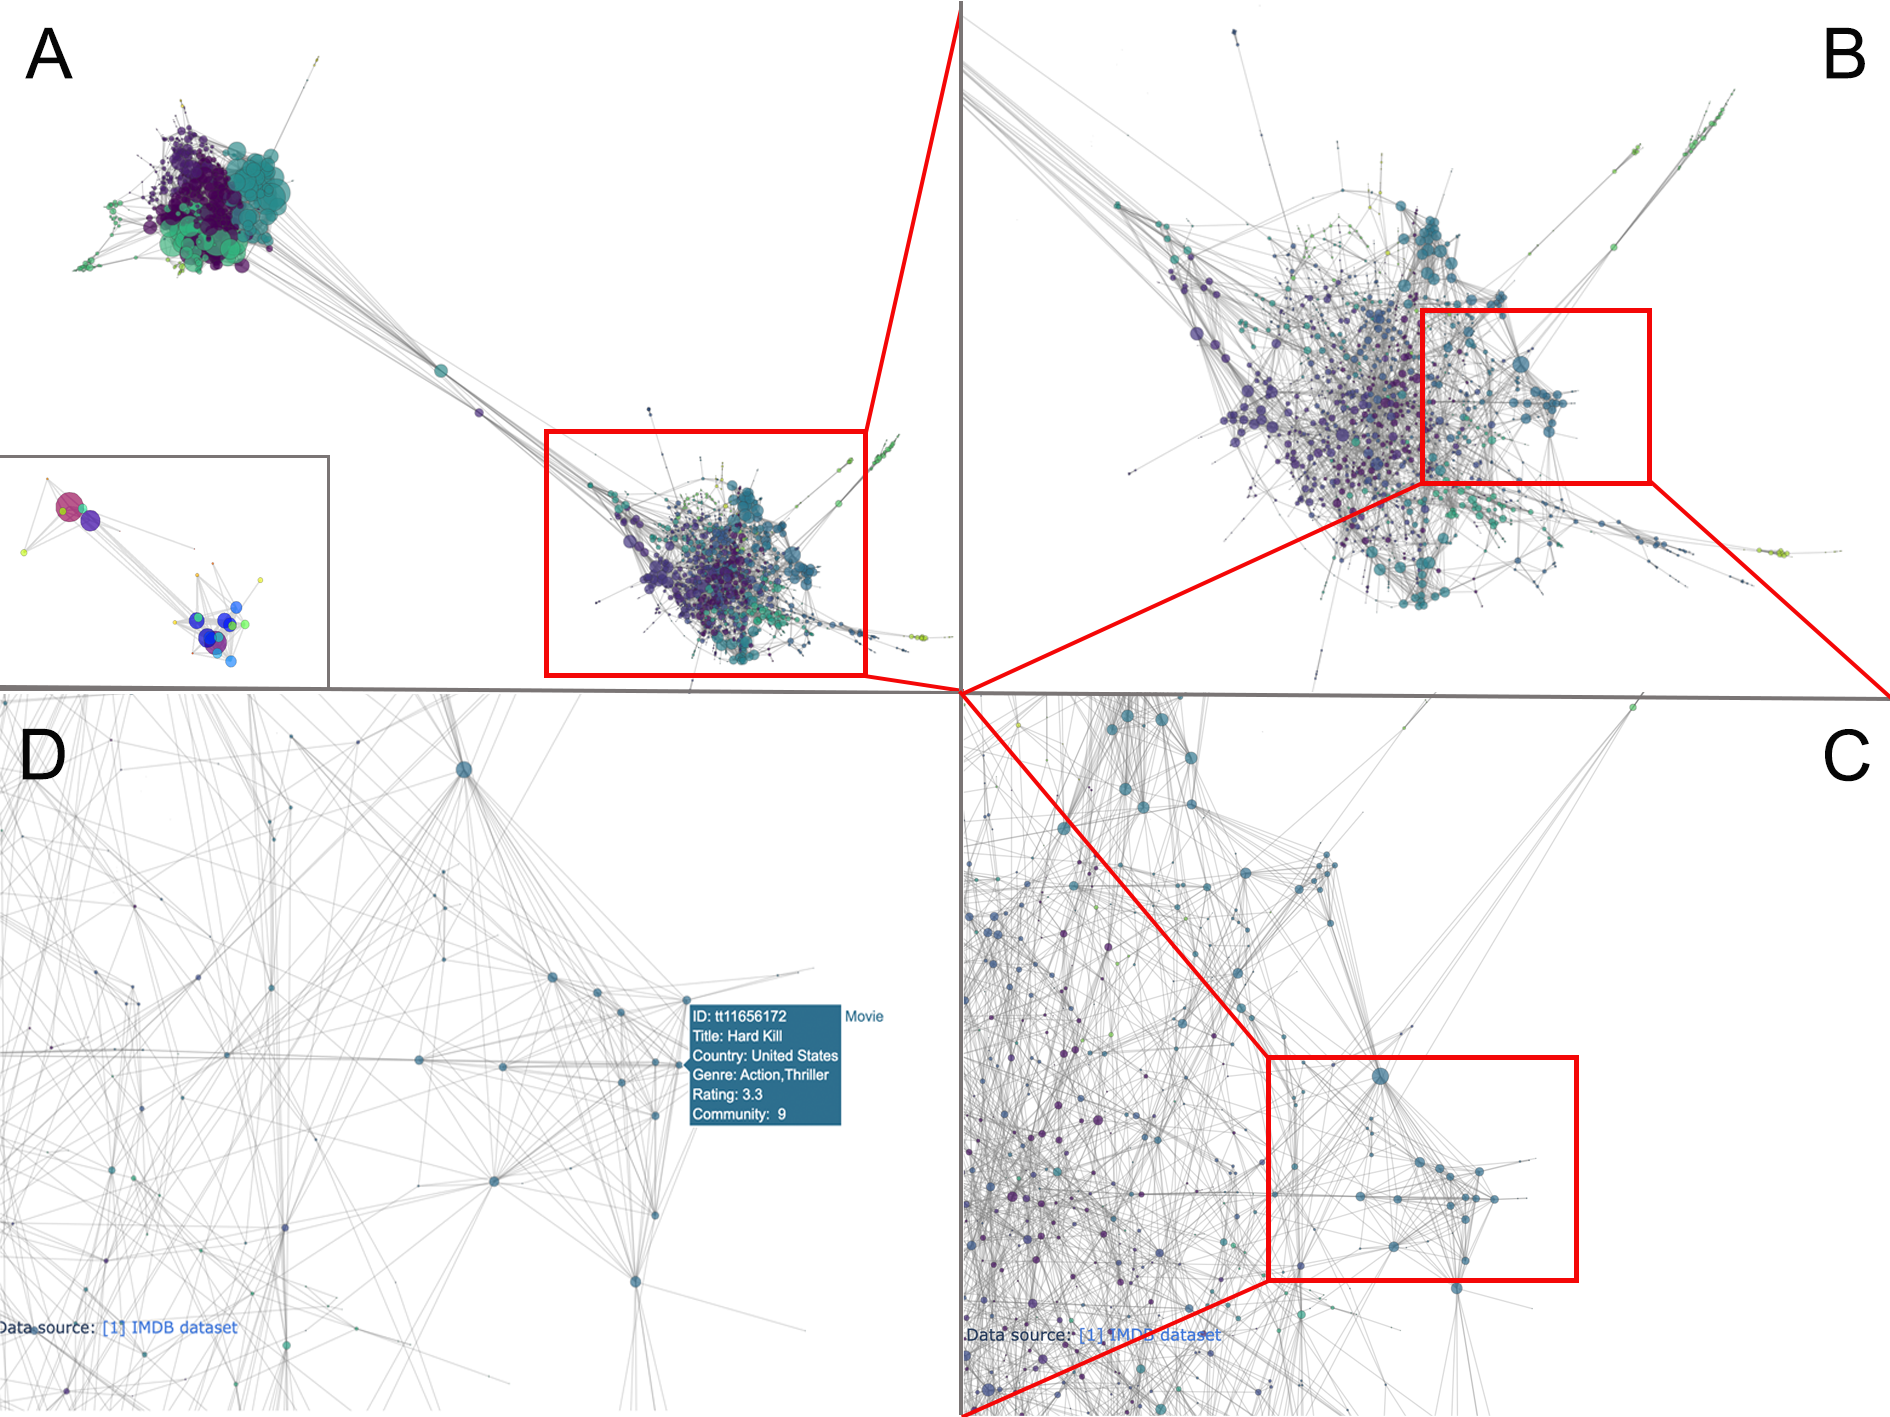 A
B
D
ID: tt11656172
Movie
Title: Hard Kill
Country: United States
Genre: Action,Thriller
Rating: 3.3
Community: 9
Data source: [1] IMDB dataset
C
Data source: [1] IMDB dataset